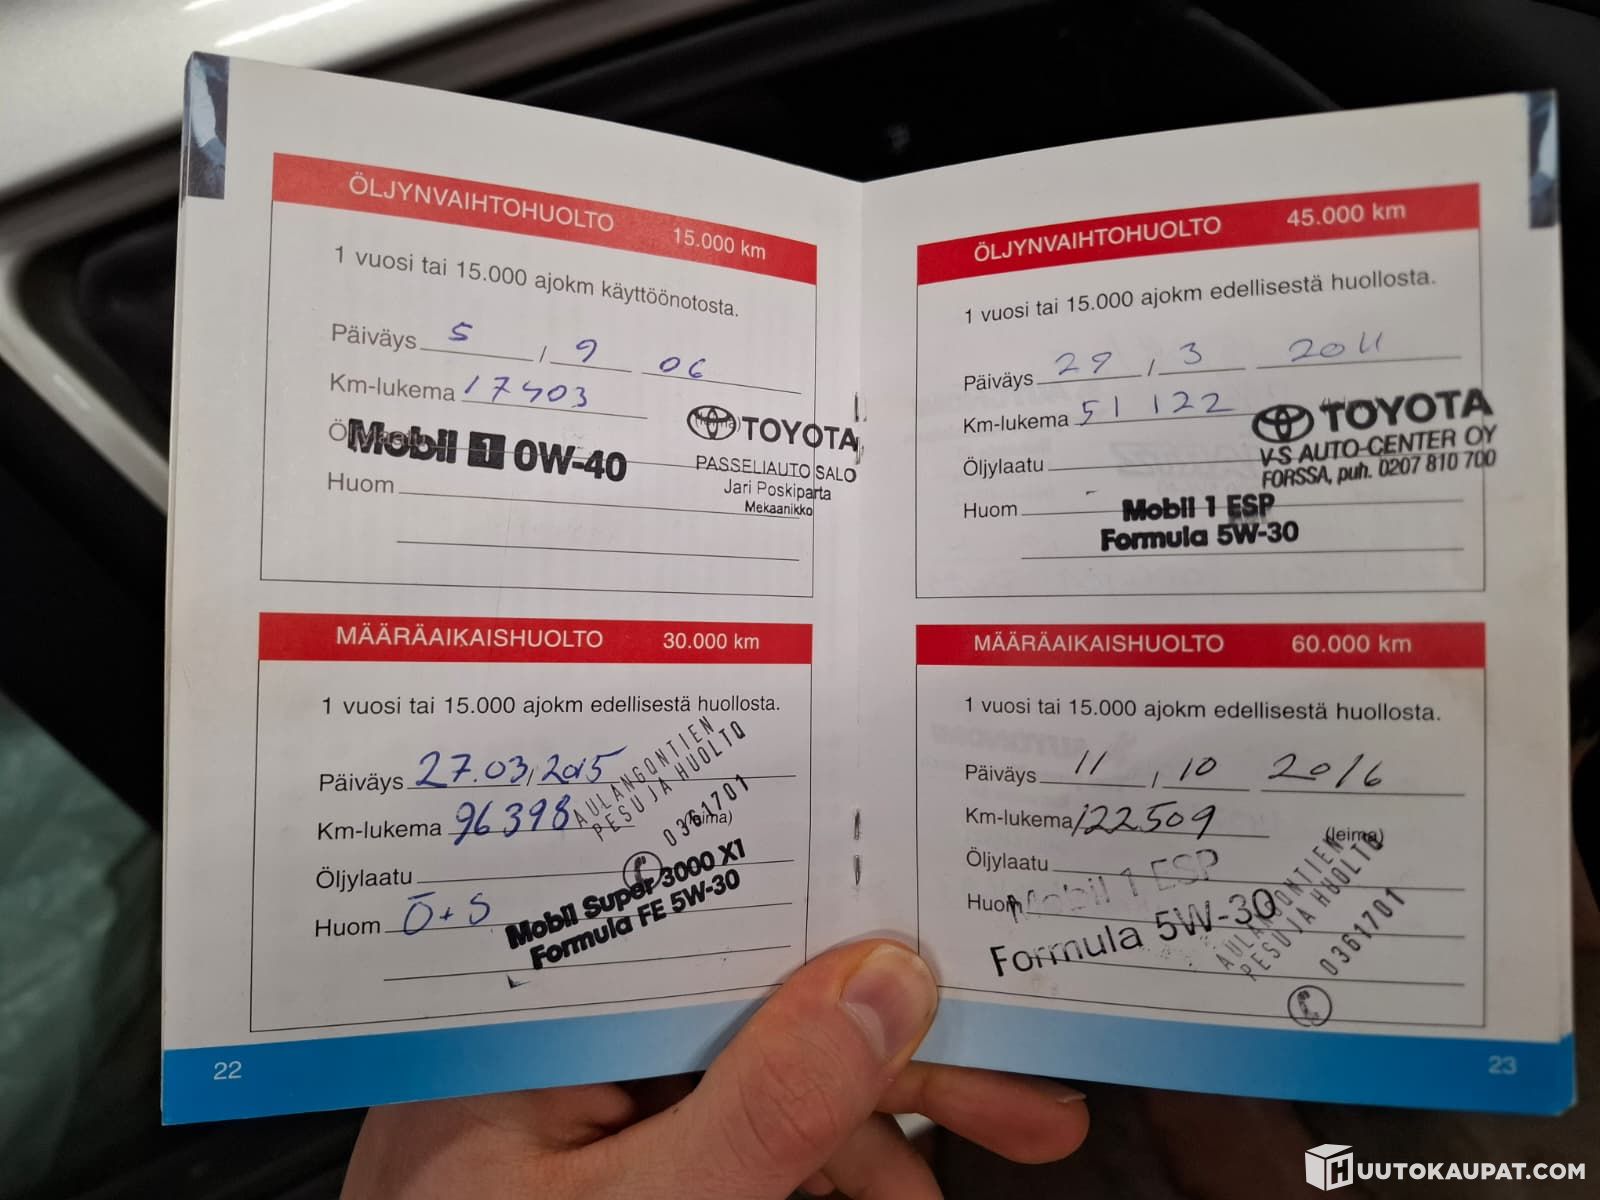 ÖLJYNVAIHTOHUOLTO 15.000 km
1 vuosi tai 15.000 ajokm käyttöönotosta.
Päiväys 5 / 9 06
Km-lukema 17403
Mobil 1 0W-40
TOYOTA
PASSELIAUTO SALO
Jari Poskiparta
Mekaanikko
Huom
MÄÄRÄAIKAISHUOLTO 30.000 km
1 vuosi tai 15.000 ajokm edellisestä huollosta.
Päiväys 27.03 / 2015
Km-lukema 96398
AULANGONTIEN
PESU JA HUOLTO
0361701
(leima)
Öljylaatu
Huom Ö+S
Mobil Super 3000 X1
Formula FE 5W-30
22
ÖLJYNVAIHTOHUOLTO 45.000 km
1 vuosi tai 15.000 ajokm edellisestä huollosta.
Päiväys 29 / 3 2011
Km-lukema 51 122
TOYOTA
V-S AUTO-CENTER OY
FORSSA, puh. 0207 810 700
Öljylaatu
Huom
Mobil 1 ESP
Formula 5W-30
MÄÄRÄAIKAISHUOLTO 60.000 km
1 vuosi tai 15.000 ajokm edellisestä huollosta.
Päiväys 11 / 10 2016
Km-lukema 122509
(leima)
Öljylaatu
Huom
Mobil 1 ESP
Formula 5W-30
AULANGONTIEN
PESU JA HUOLTO
0361701
23
HUUTOKAUPAT.COM